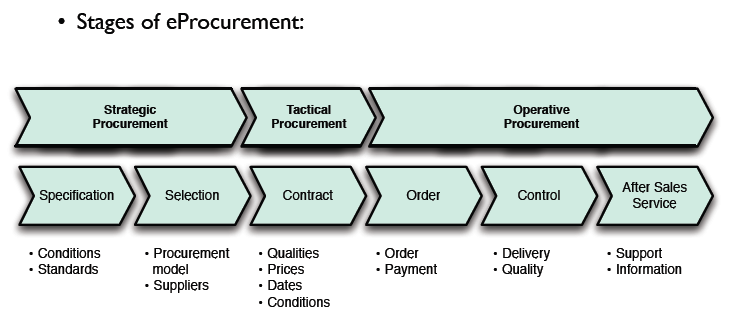 • Stages of eProcurement:
Strategic
Procurement
Tactical
Procurement
Operative
Procurement
Specification
Selection
Contract
Order
Control
After Sales
Service
• Conditions
• Standards
• Procurement
model
• Suppliers
• Qualities
• Prices
• Dates
• Conditions
• Order
• Payment
• Delivery
• Quality
• Support
• Information